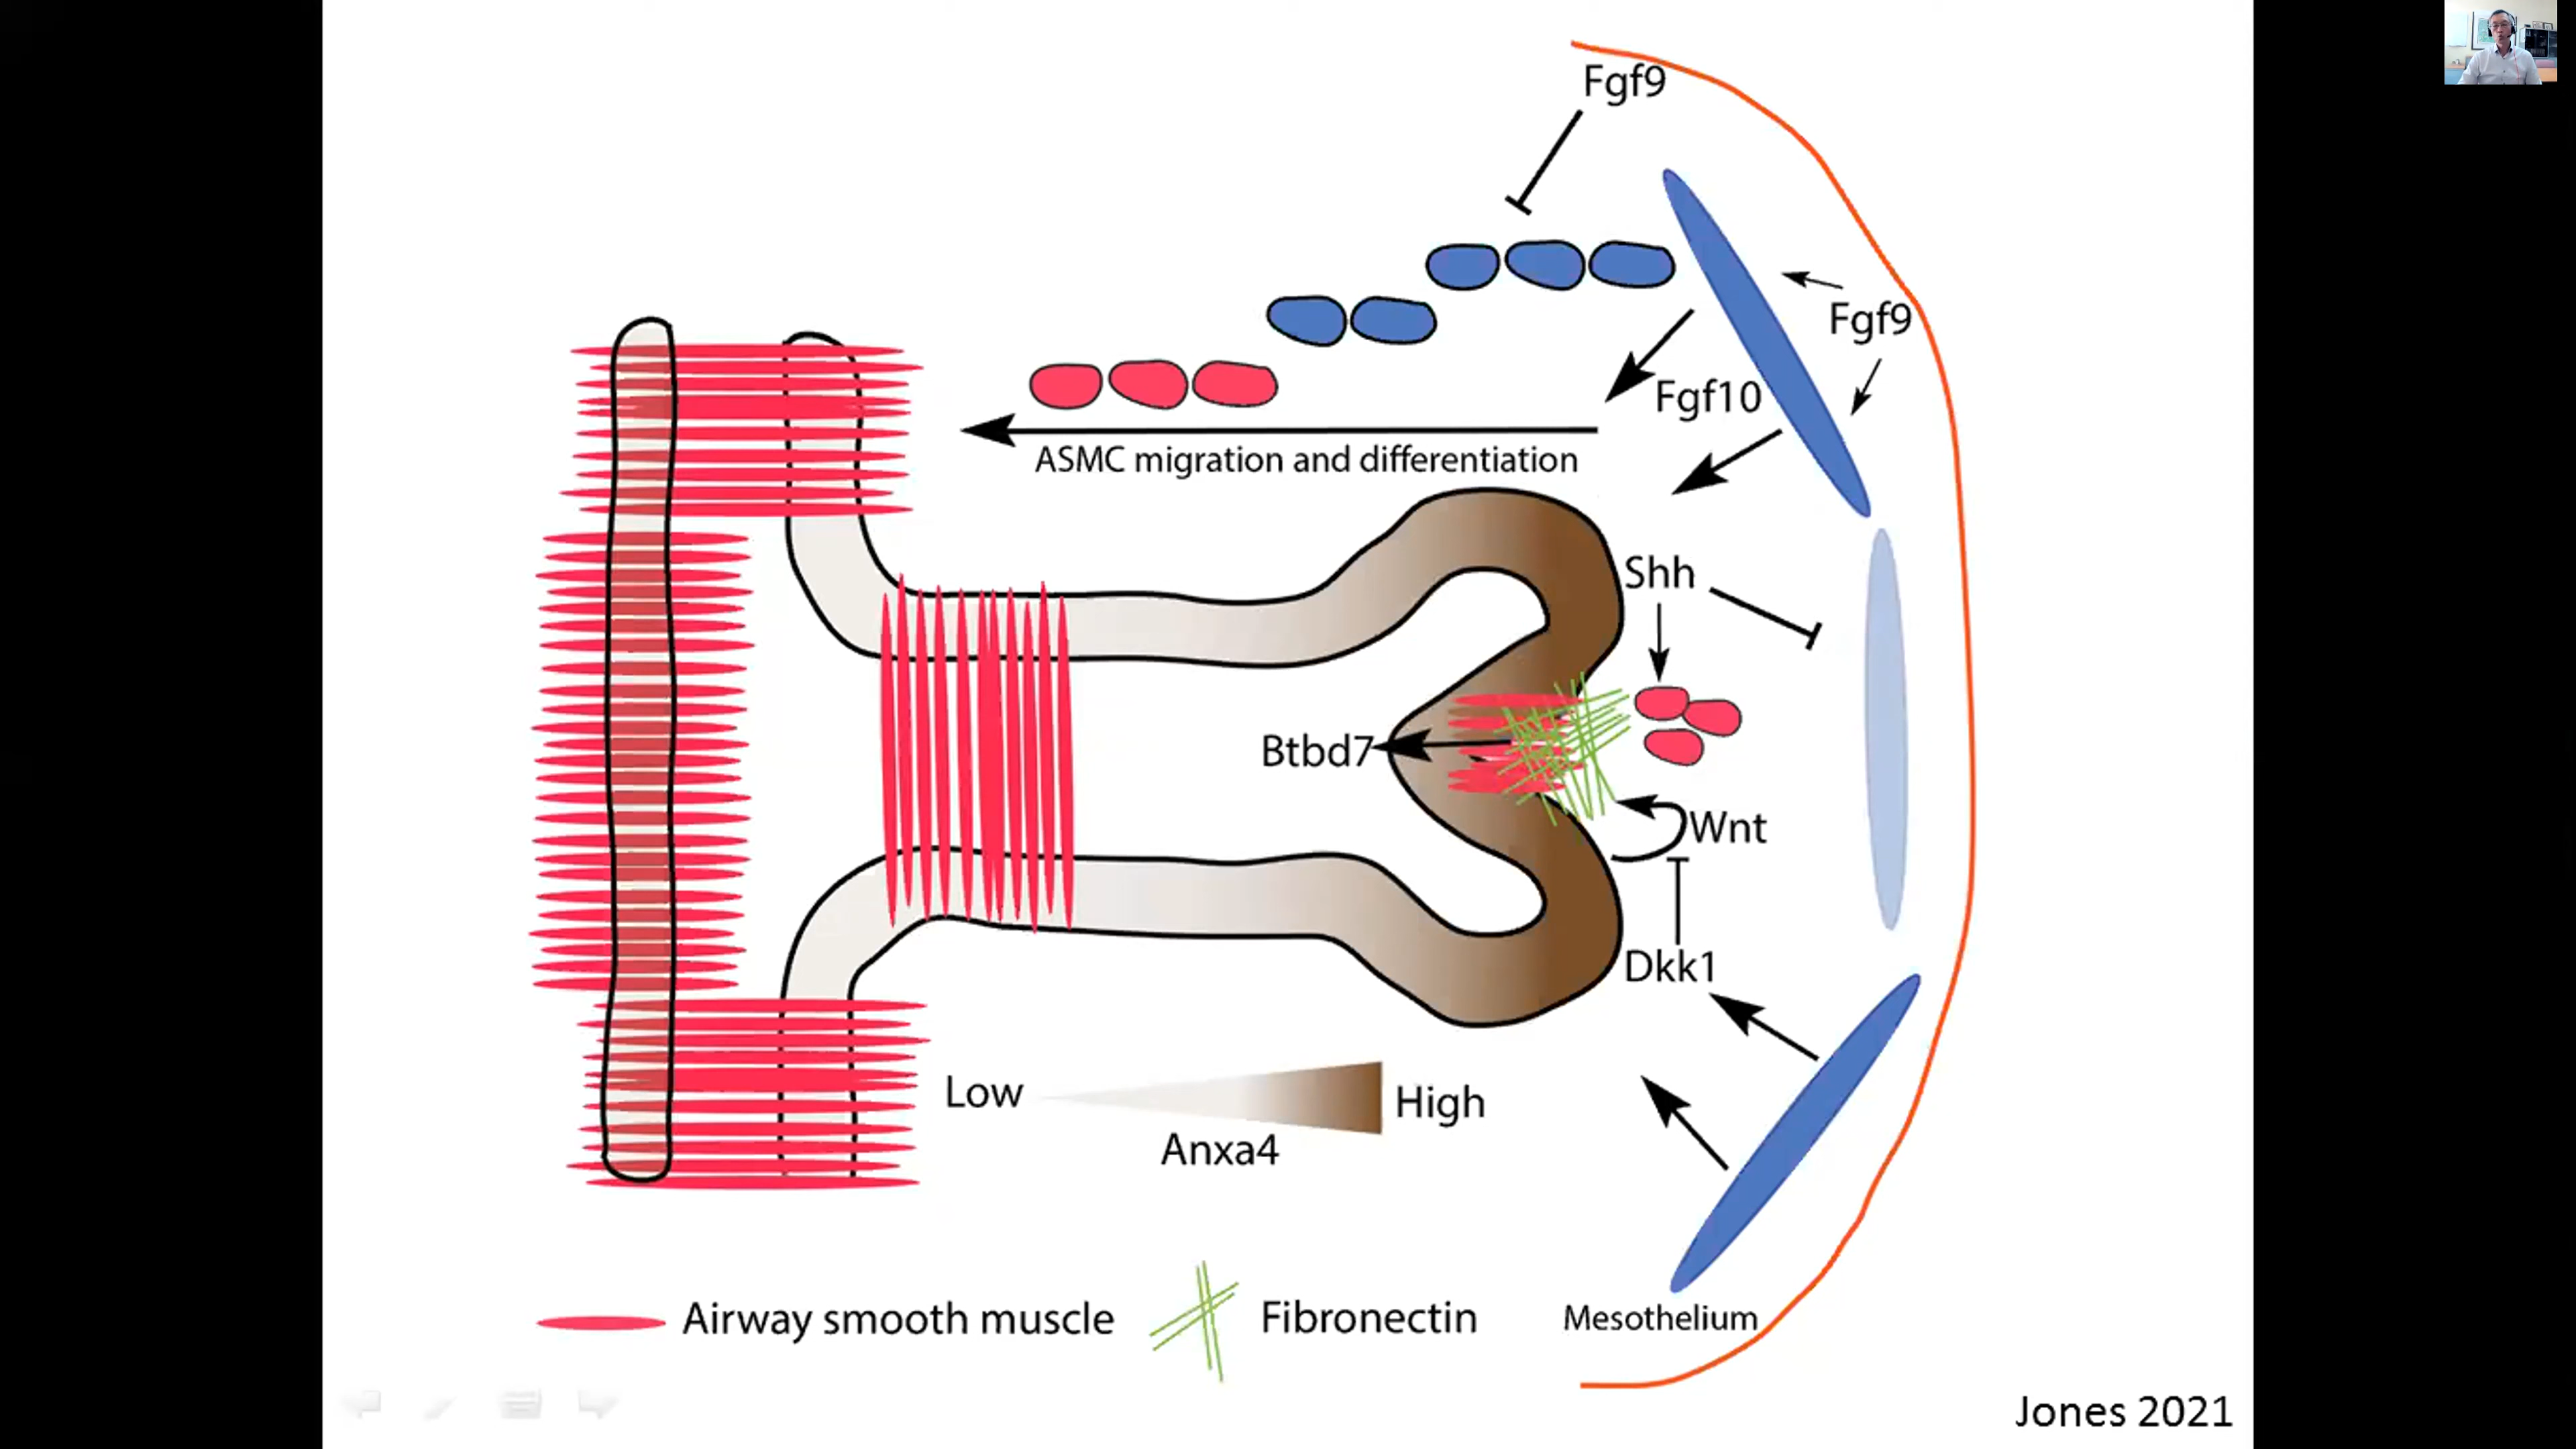 Fgf9
Fgf9
Fgf10
ASMC migration and differentiation
Shh
Btbd7
Wnt
Dkk1
Low
High
Anxa4
Airway smooth muscle
Fibronectin
Mesothelium
Jones 2021